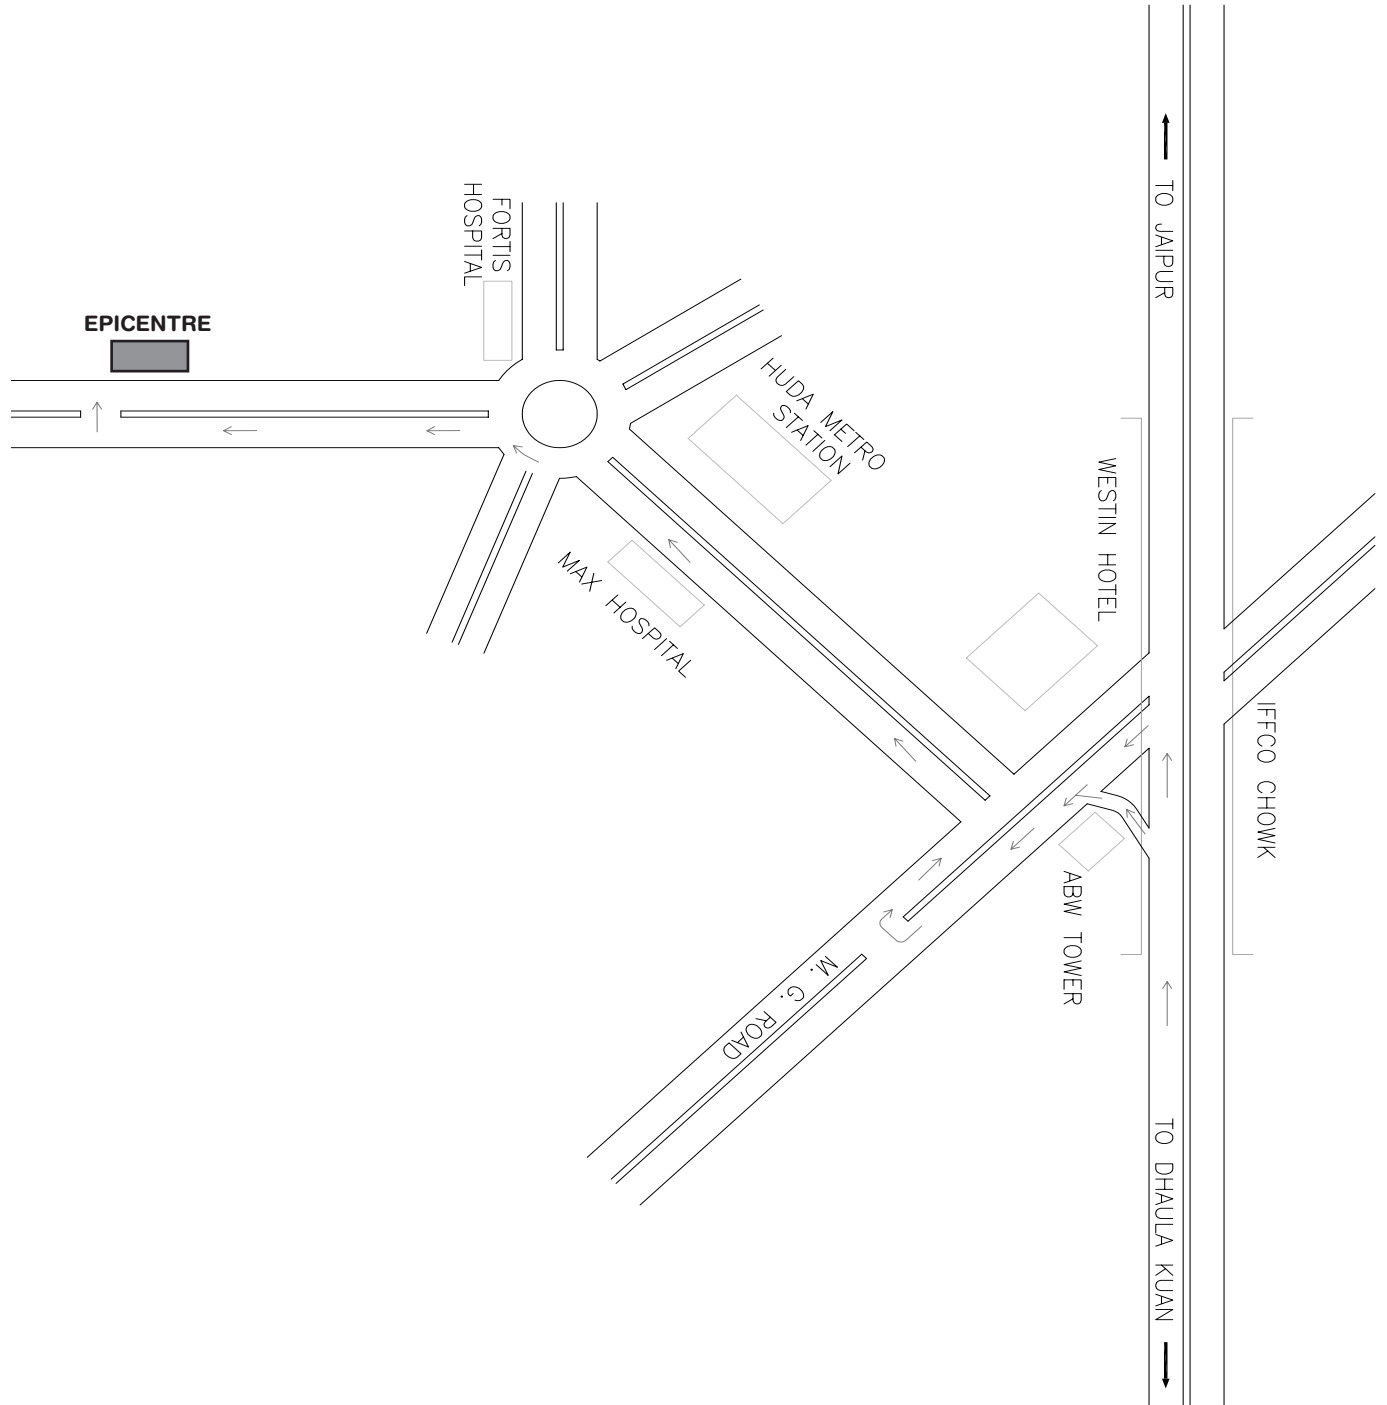 TO JAIPUR
FORTIS
HOSPITAL
EPICENTRE
HUDA METRO
STATION
WESTIN HOTEL
MAX HOSPITAL
IFFCO CHOWK
ABW TOWER
M. G. ROAD
TO DHAULA KUAN